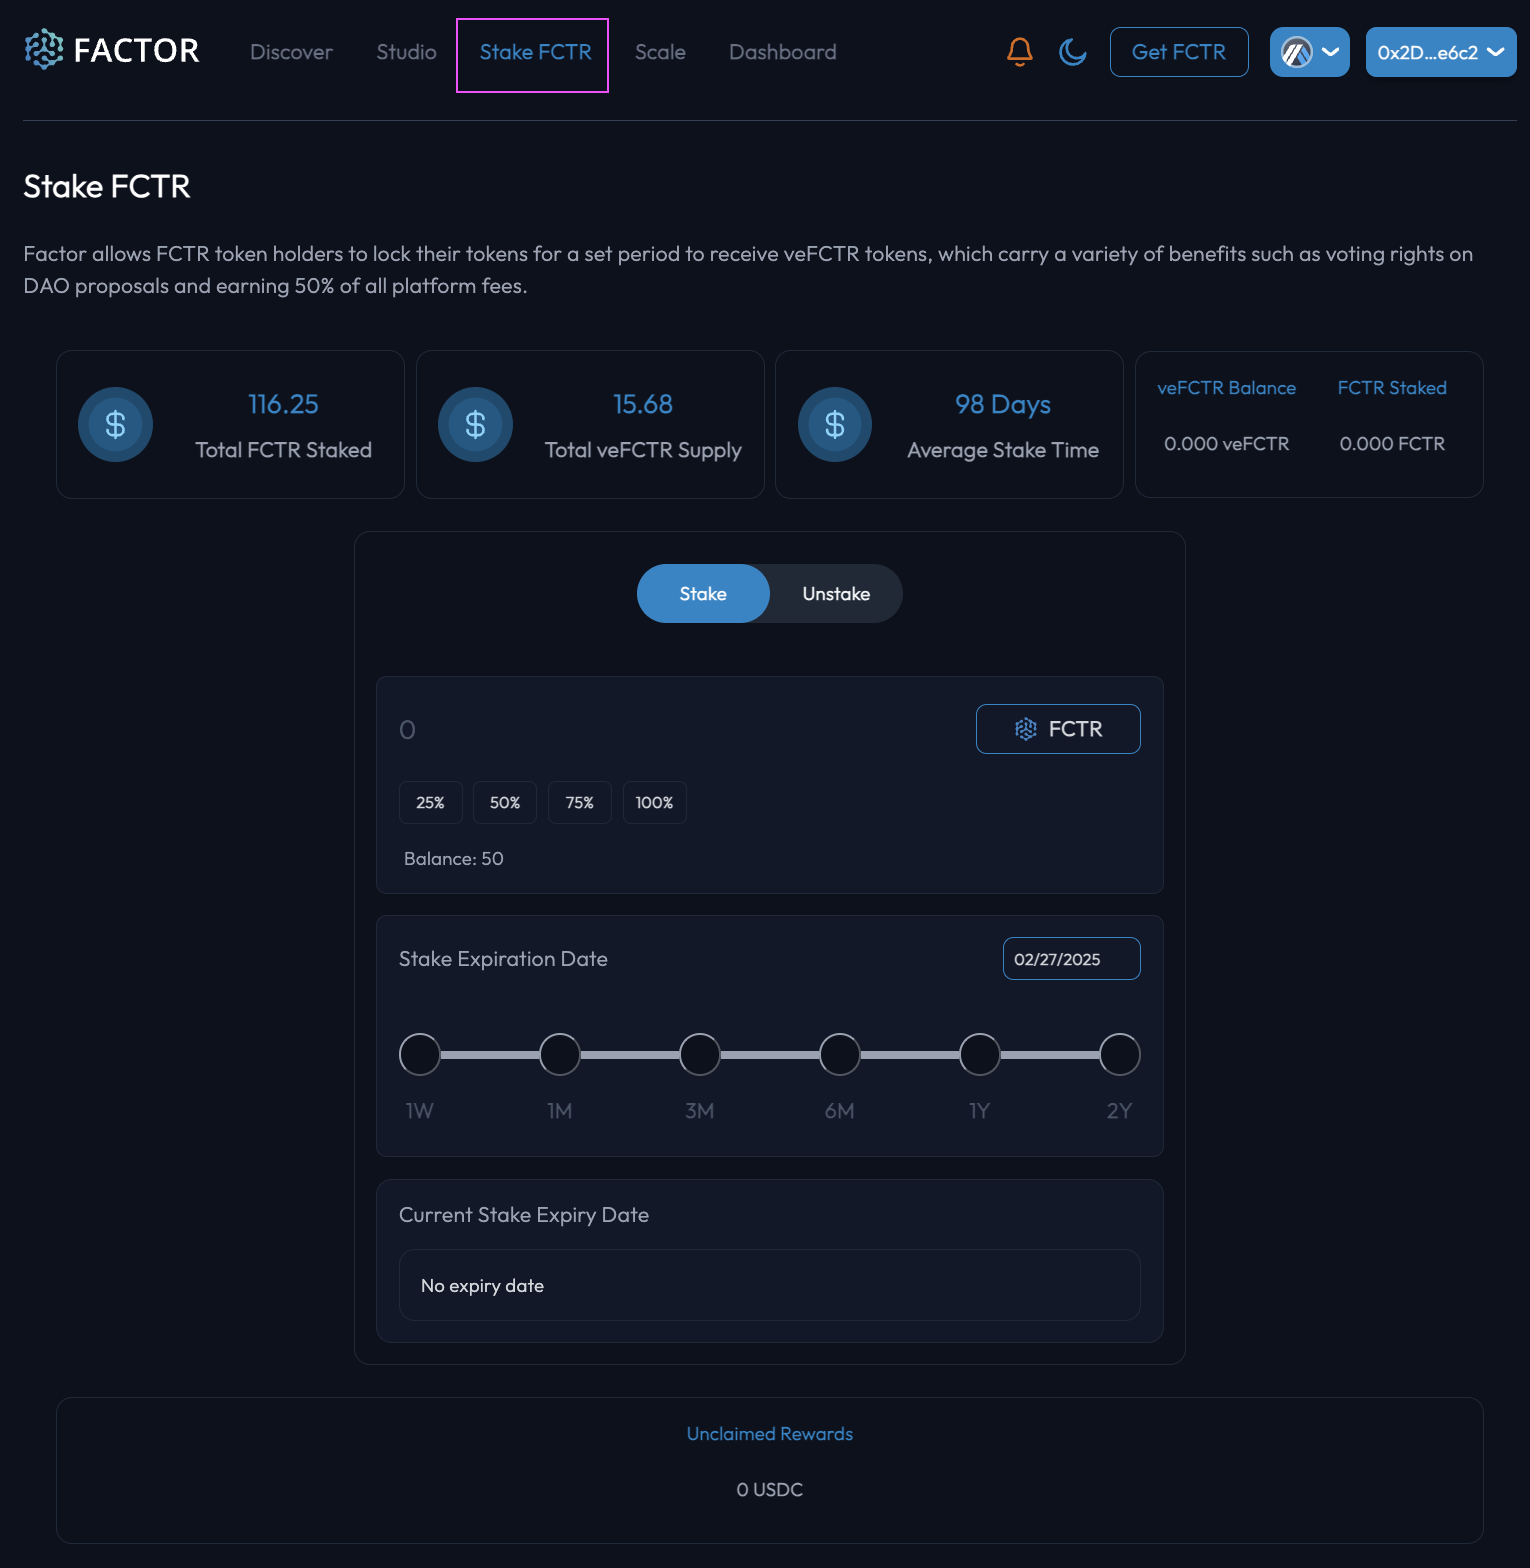 FACTOR
Discover
Studio
Stake FCTR
Scale
Dashboard
Get FCTR
0x2D...e6c2
Stake FCTR
Factor allows FCTR token holders to lock their tokens for a set period to receive veFCTR tokens, which carry a variety of benefits such as voting rights on
DAO proposals and earning 50% of all platform fees.
$
116.25
Total FCTR Staked
$
15.68
Total veFCTR Supply
$
98 Days
Average Stake Time
veFCTR Balance
0.000 veFCTR
FCTR Staked
0.000 FCTR
Stake
Unstake
0
FCTR
25%
50%
75%
100%
Balance: 50
Stake Expiration Date
02/27/2025
1W
1M
3M
6M
1Y
2Y
Current Stake Expiry Date
No expiry date
Unclaimed Rewards
0 USDC